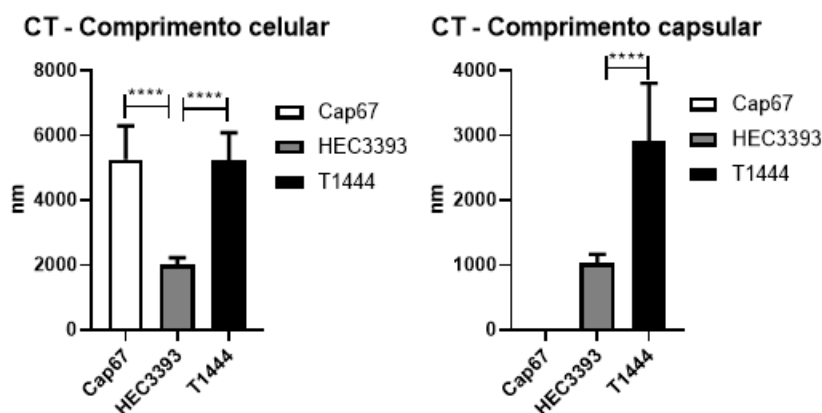 CT - Comprimento celular
****
****
8000
6000
4000
2000
0
nm
Cap67
HEC3393
T1444
Cap67
HEC3393
T1444
CT - Comprimento capsular
****
4000
3000
2000
1000
0
nm
Cap67
HEC3393
T1444
Cap67
HEC3393
T1444